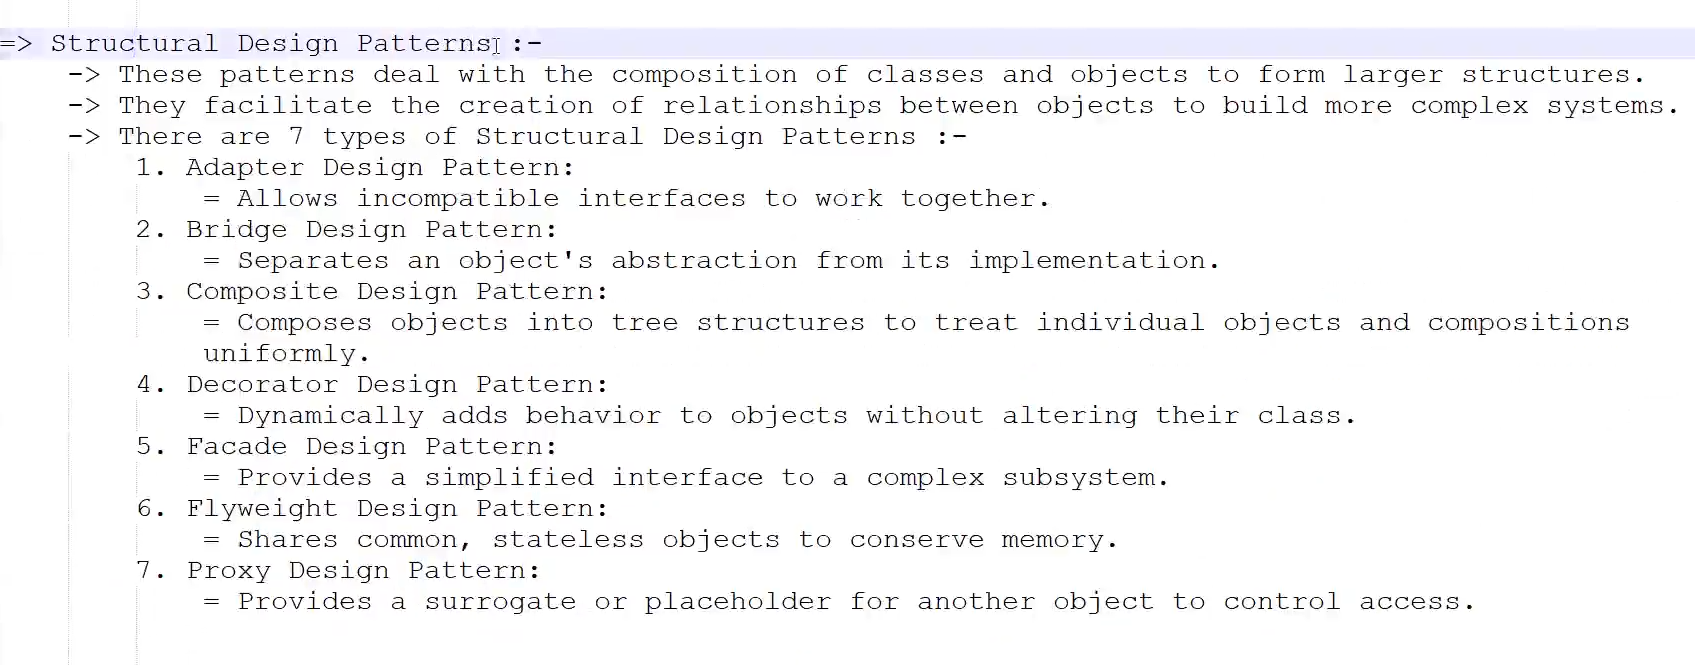 => Structural Design Patterns :-
-> These patterns deal with the composition of classes and objects to form larger structures.
-> They facilitate the creation of relationships between objects to build more complex systems.
-> There are 7 types of Structural Design Patterns :-
1. Adapter Design Pattern:
= Allows incompatible interfaces to work together.
2. Bridge Design Pattern:
= Separates an object's abstraction from its implementation.
3. Composite Design Pattern:
= Composes objects into tree structures to treat individual objects and compositions
uniformly.
4. Decorator Design Pattern:
= Dynamically adds behavior to objects without altering their class.
5. Facade Design Pattern:
= Provides a simplified interface to a complex subsystem.
6. Flyweight Design Pattern:
= Shares common, stateless objects to conserve memory.
7. Proxy Design Pattern:
= Provides a surrogate or placeholder for another object to control access.